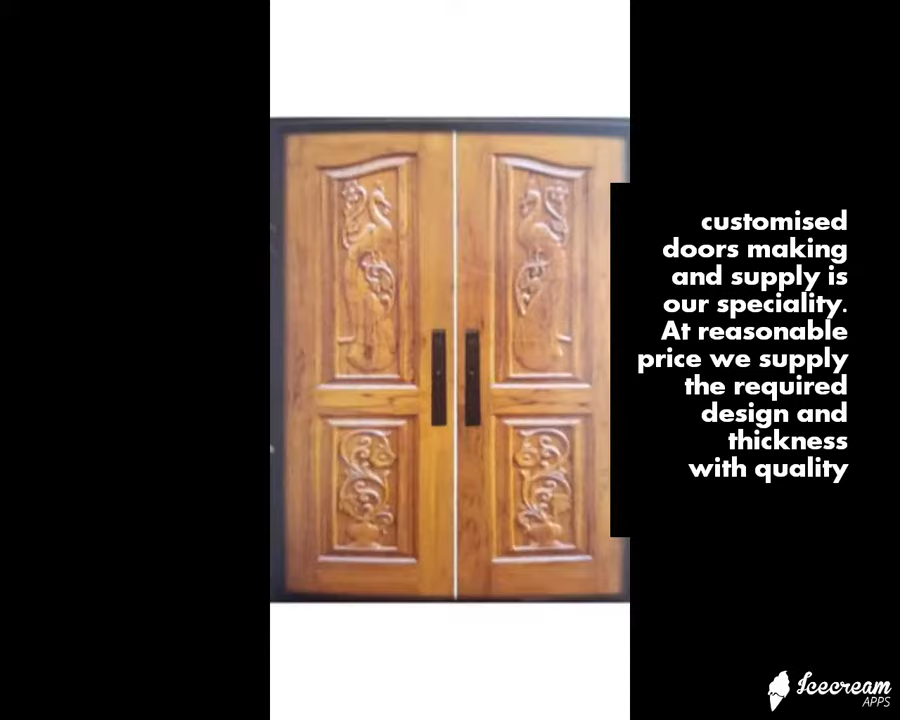 customised
doors making
and supply is
our speciality.
At reasonable
price we supply
the required
design and
thickness
with quality
Icecream
APPS